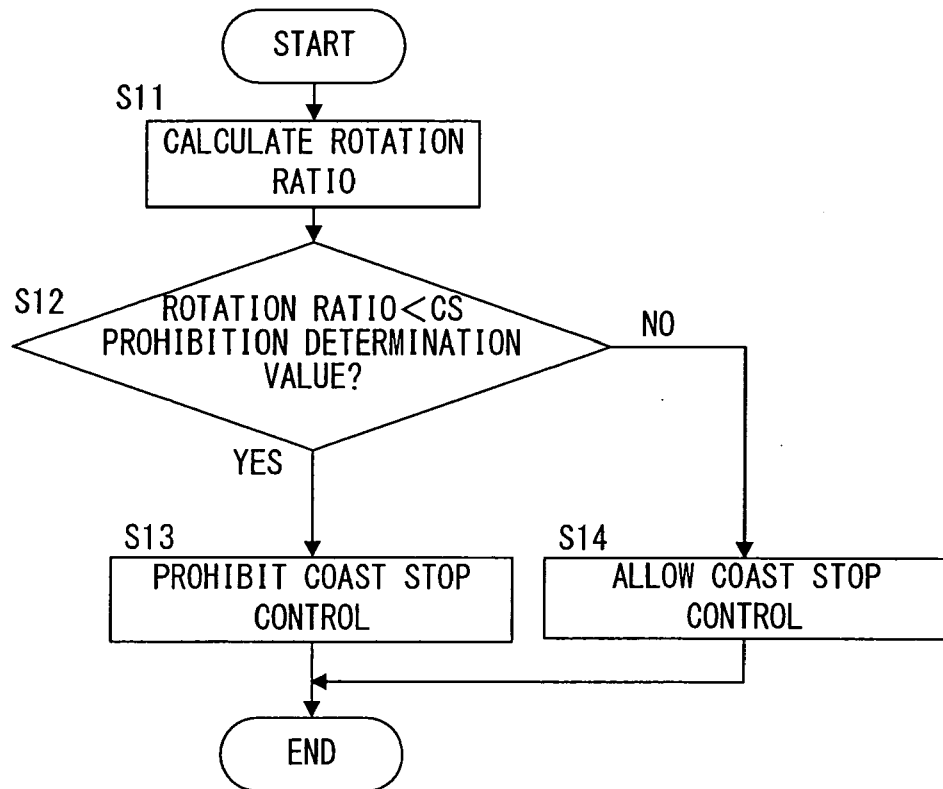 START
S11
CALCULATE ROTATION
RATIO
S12
ROTATION RATIO<CS
PROHIBITION DETERMINATION
VALUE?
NO
YES
S13
PROHIBIT COAST STOP
CONTROL
S14
ALLOW COAST STOP
CONTROL
END